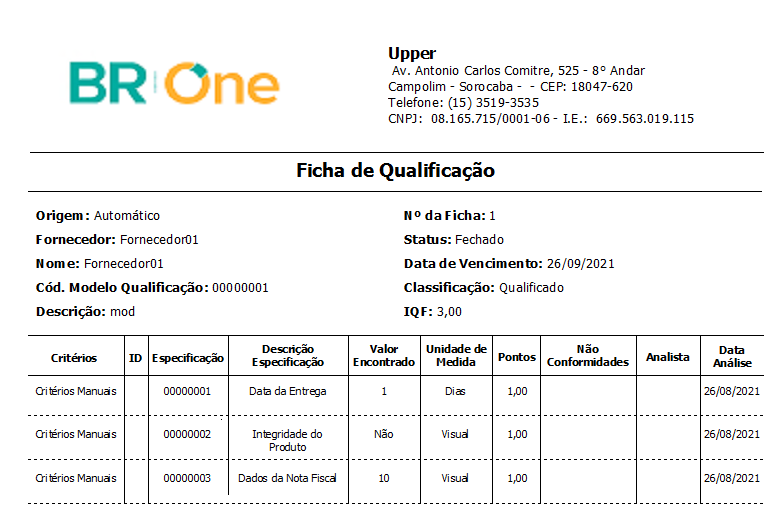 BR One
Upper
Av. Antonio Carlos Comitre, 525 - 8º Andar
Campolim - Sorocaba - - CEP: 18047-620
Telefone: (15) 3519-3535
CNPJ: 08.165.715/0001-06 - I.E.: 669.563.019.115
Ficha de Qualificação
Origem: Automático
Nº da Ficha: 1
Fornecedor: Fornecedor01
Status: Fechado
Nome: Fornecedor01
Data de Vencimento: 26/09/2021
Cód. Modelo Qualificação: 00000001
Classificação: Qualificado
Descrição: mod
IQF: 3,00
Critérios ID Especificação Descrição Especificação Valor Encontrado Unidade de Medida Pontos Não Conformidades Analista Data Análise
Critérios Manuais 00000001 Data da Entrega 1 Dias 1,00 26/08/2021
Critérios Manuais 00000002 Integridade do Produto Não Visual 1,00 26/08/2021
Critérios Manuais 00000003 Dados da Nota Fiscal 10 Visual 1,00 26/08/2021